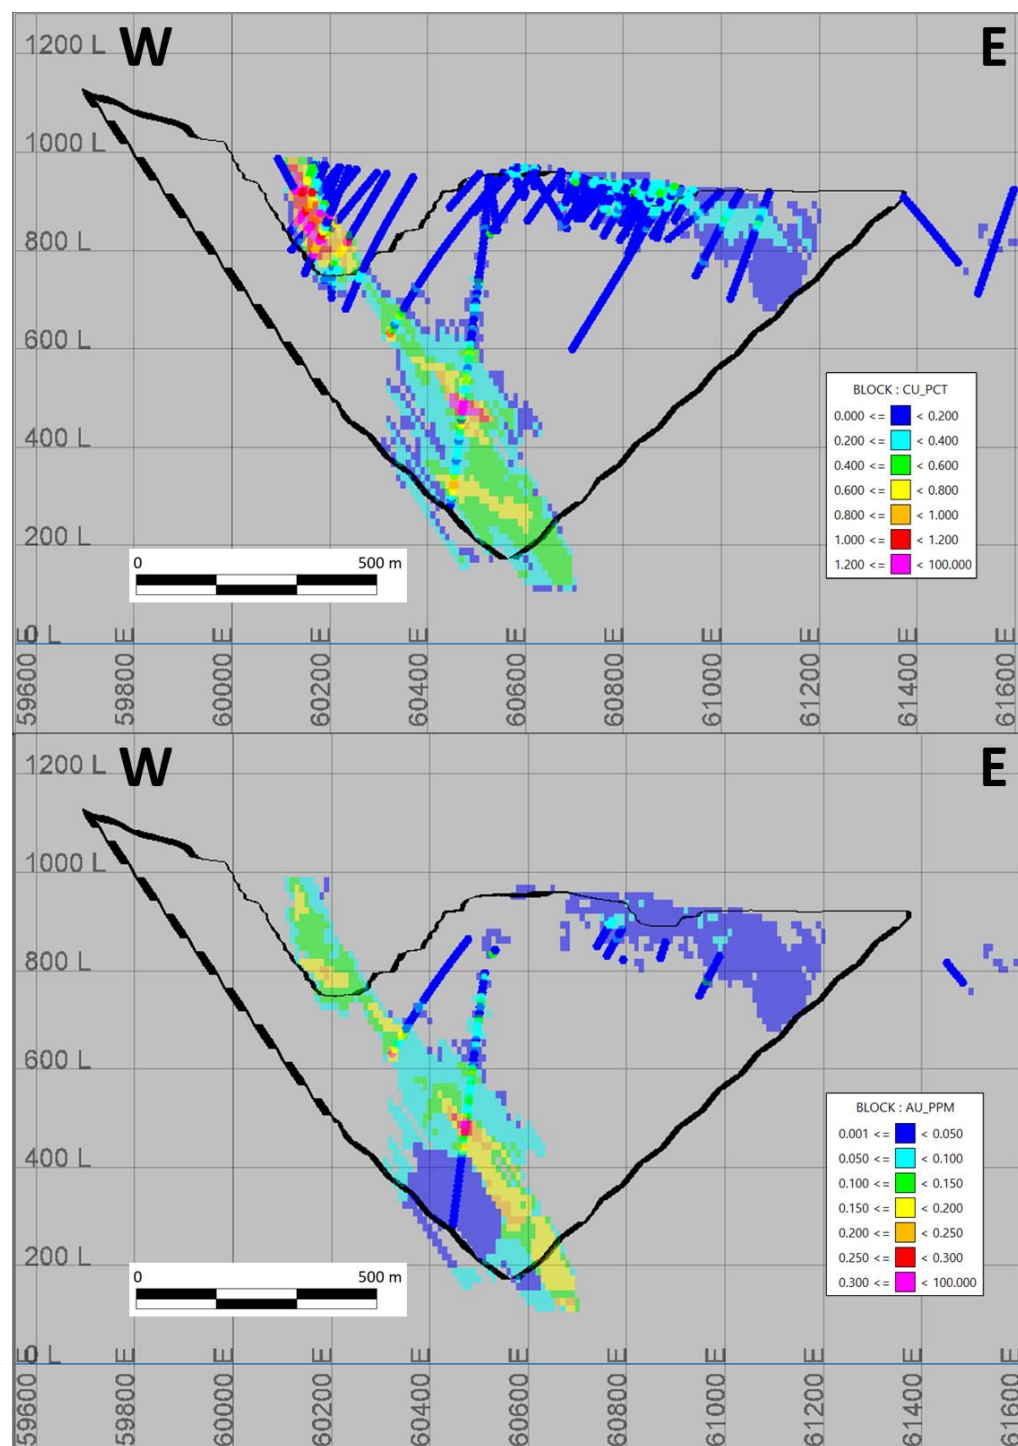 W
E
1200 L
1000 L
800 L
600 L
400 L
200 L
0 L
BLOCK : CU_PCT
0.000 <= < 0.200
0.200 <= < 0.400
0.400 <= < 0.600
0.600 <= < 0.800
0.800 <= < 1.000
1.000 <= < 1.200
1.200 <= < 100.000
0 500 m
59600 E
59800 E
60000 E
60200 E
60400 E
60600 E
60800 E
61000 E
61200 E
61400 E
61600 E
W
E
1200 L
1000 L
800 L
600 L
400 L
200 L
0 L
BLOCK : AU_PPM
0.001 <= < 0.050
0.050 <= < 0.100
0.100 <= < 0.150
0.150 <= < 0.200
0.200 <= < 0.250
0.250 <= < 0.300
0.300 <= < 100.000
0 500 m
59600 E
59800 E
60000 E
60200 E
60400 E
60600 E
60800 E
61000 E
61200 E
61400 E
61600 E